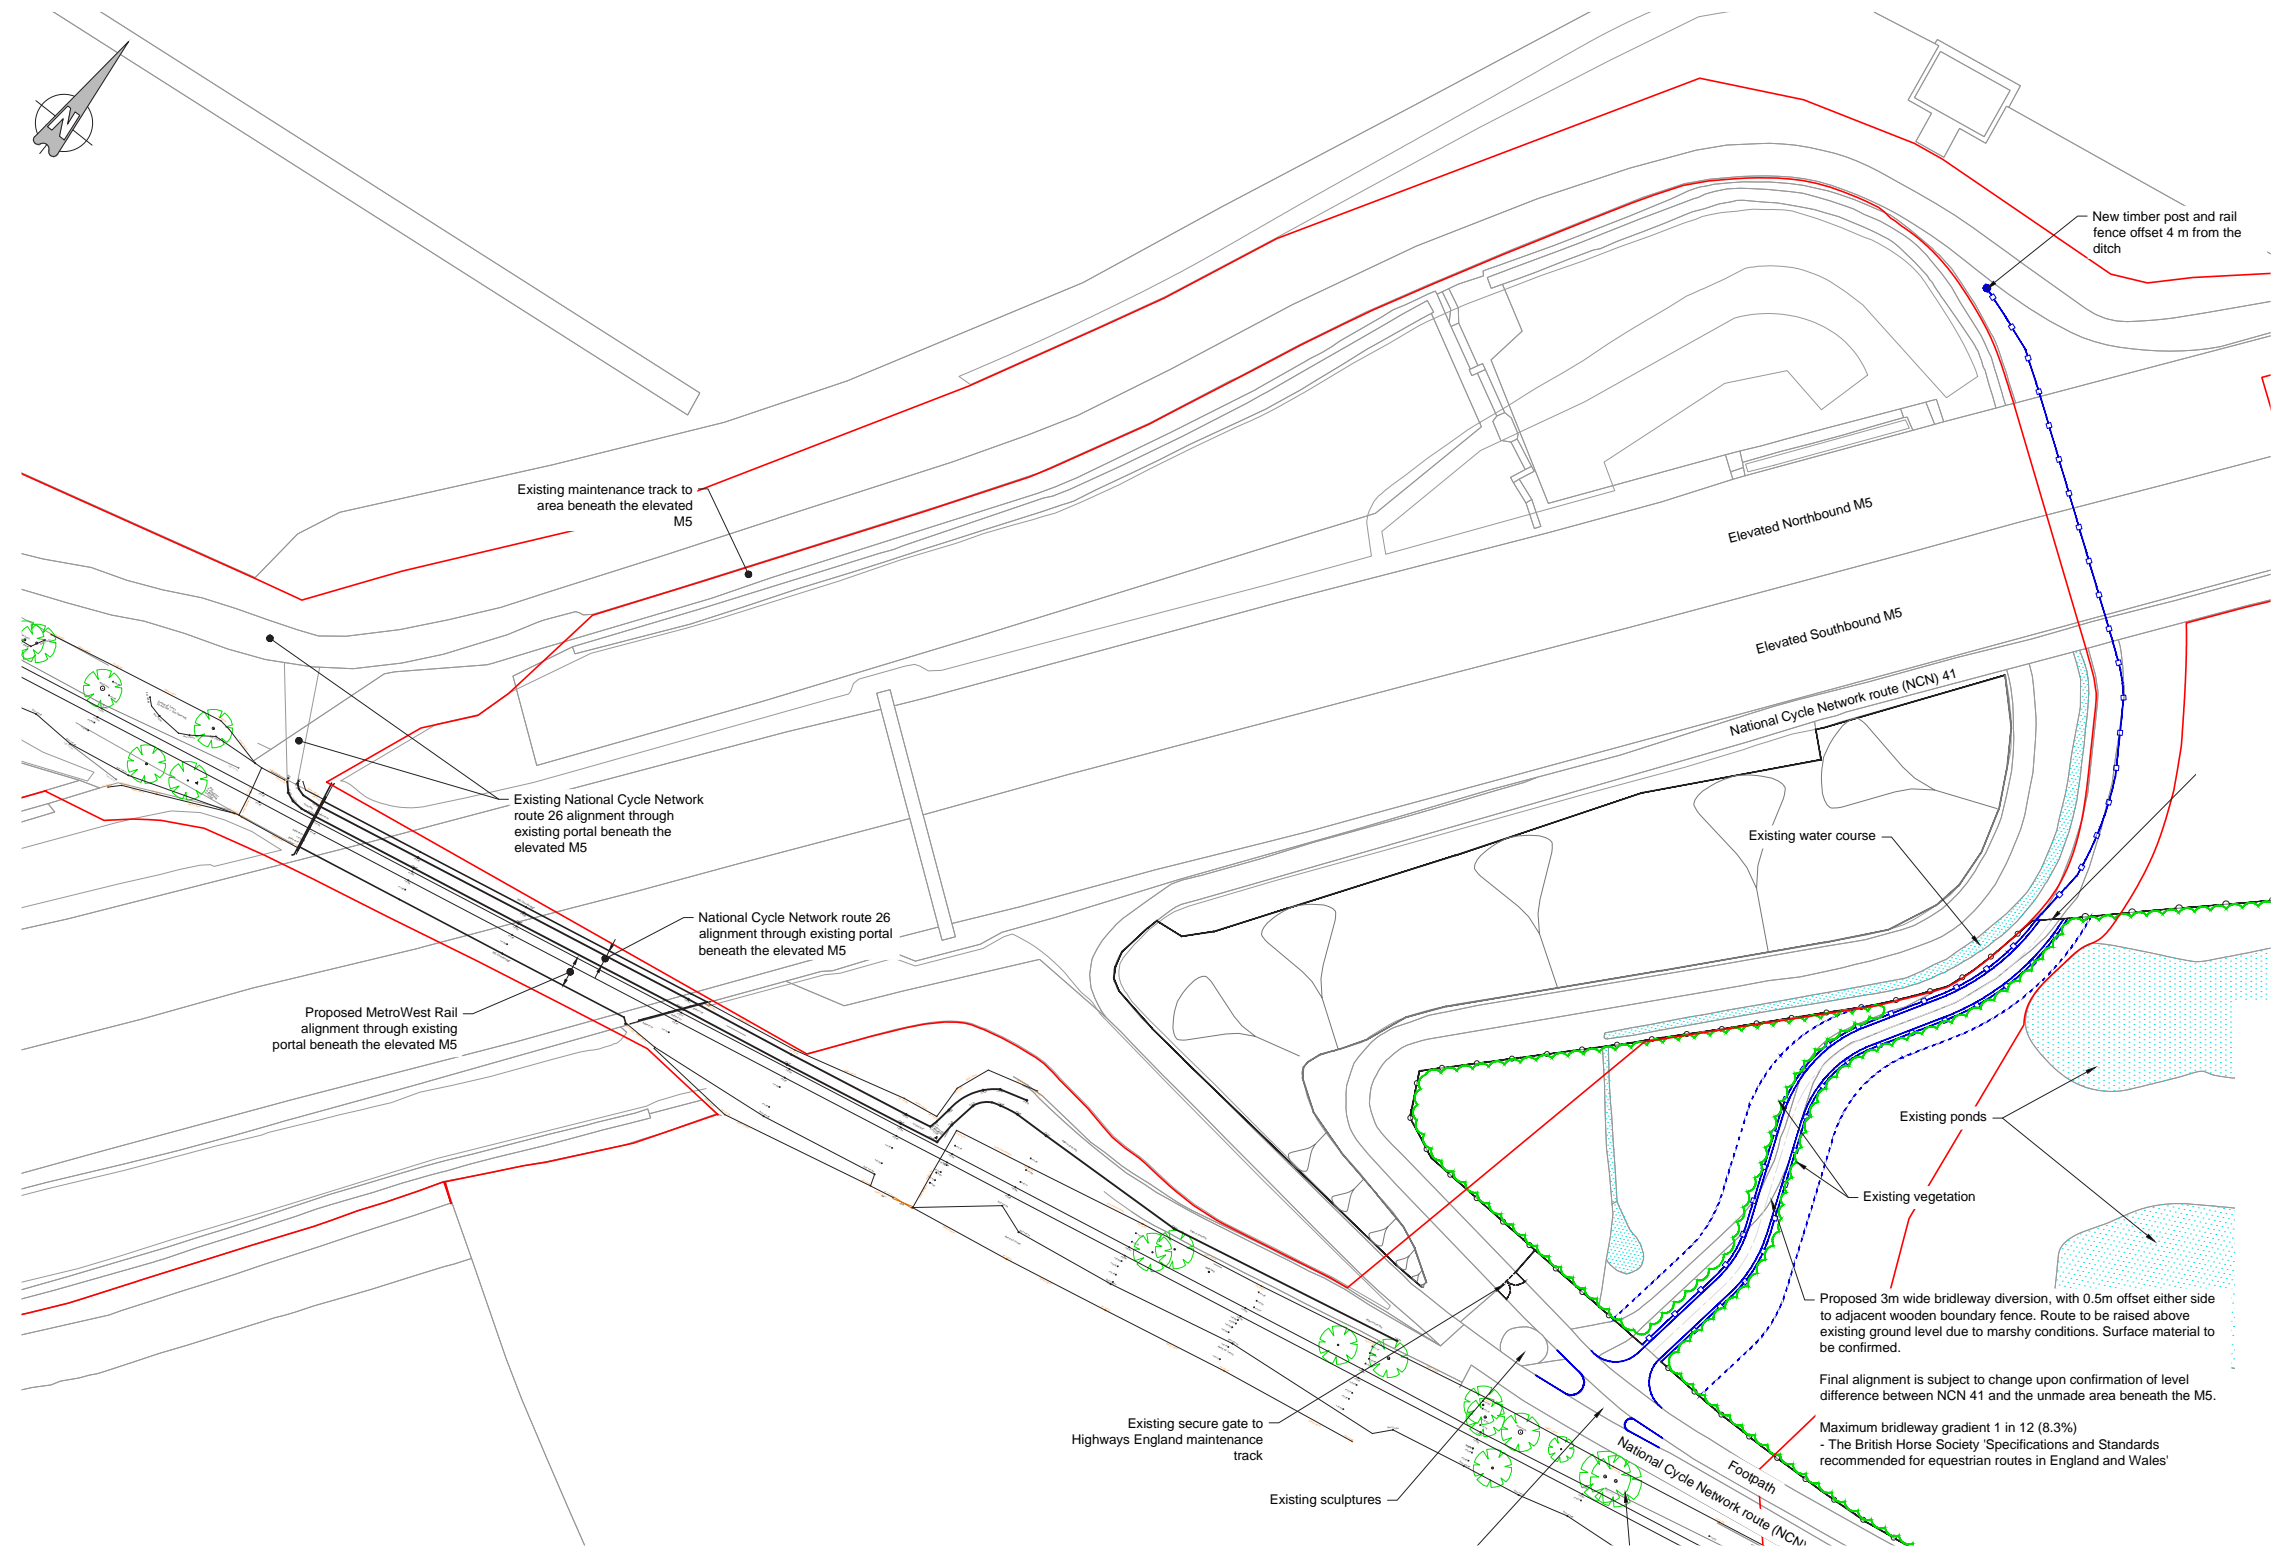 N
New timber post and rail
fence offset 4 m from the
ditch
Existing maintenance track to
area beneath the elevated
M5
Elevated Northbound M5
Elevated Southbound M5
National Cycle Network route (NCN) 41
Existing National Cycle Network
route 26 alignment through
existing portal beneath the
elevated M5
Existing water course
National Cycle Network route 26
alignment through existing portal
beneath the elevated M5
Proposed MetroWest Rail
alignment through existing
portal beneath the elevated M5
Existing ponds
Existing vegetation
Proposed 3m wide bridleway diversion, with 0.5m offset either side
to adjacent wooden boundary fence. Route to be raised above
existing ground level due to marshy conditions. Surface material to
be confirmed.
Final alignment is subject to change upon confirmation of level
difference between NCN 41 and the unmade area beneath the M5.
Maximum bridleway gradient 1 in 12 (8.3%)
- The British Horse Society 'Specifications and Standards
recommended for equestrian routes in England and Wales'
Existing secure gate to
Highways England maintenance
track
Existing sculptures
Footpath
National Cycle Network route (NCN)